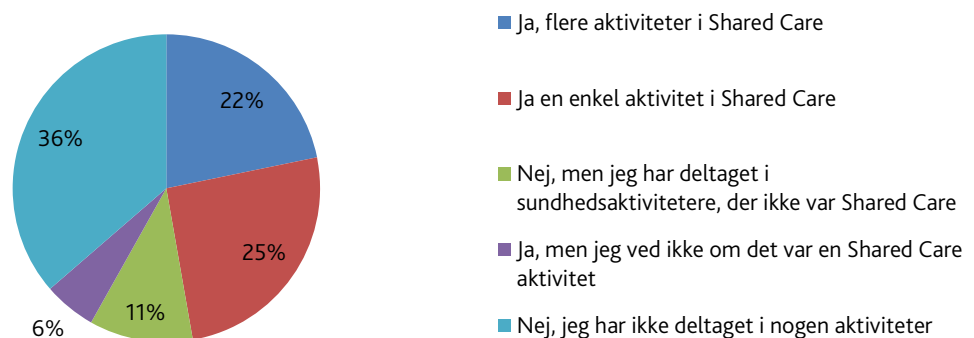 Ja, flere aktiviteter i Shared Care
22%
Ja en enkel aktivitet i Shared Care
36%
Nej, men jeg har deltaget i
sundhedsaktivitetere, der ikke var Shared Care
25%
Ja, men jeg ved ikke om det var en Shared Care
aktivitet
11%
6%
Nej, jeg har ikke deltaget i nogen aktiviteter